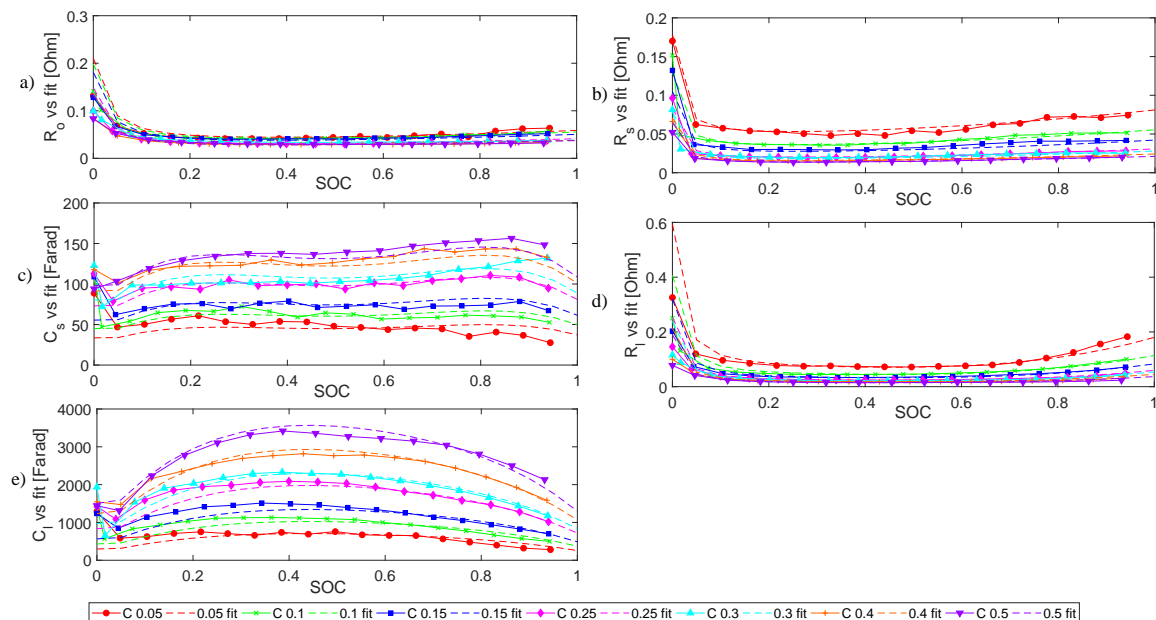 a)
R_o vs fit [Ohm]
0.3
0.2
0.1
0
0 0.2 0.4 0.6 0.8 1
SOC
b)
R_s vs fit [Ohm]
0.2
0.15
0.1
0.05
0
0 0.2 0.4 0.6 0.8 1
SOC
c)
C_s vs fit [Farad]
200
150
100
50
0
0 0.2 0.4 0.6 0.8 1
SOC
d)
R_l vs fit [Ohm]
0.6
0.4
0.2
0
0 0.2 0.4 0.6 0.8 1
SOC
e)
C_l vs fit [Farad]
4000
3000
2000
1000
0
0 0.2 0.4 0.6 0.8 1
SOC
C 0.05 0.05 fit C 0.1 0.1 fit C 0.15 0.15 fit C 0.25 0.25 fit C 0.3 0.3 fit C 0.4 0.4 fit C 0.5 0.5 fit